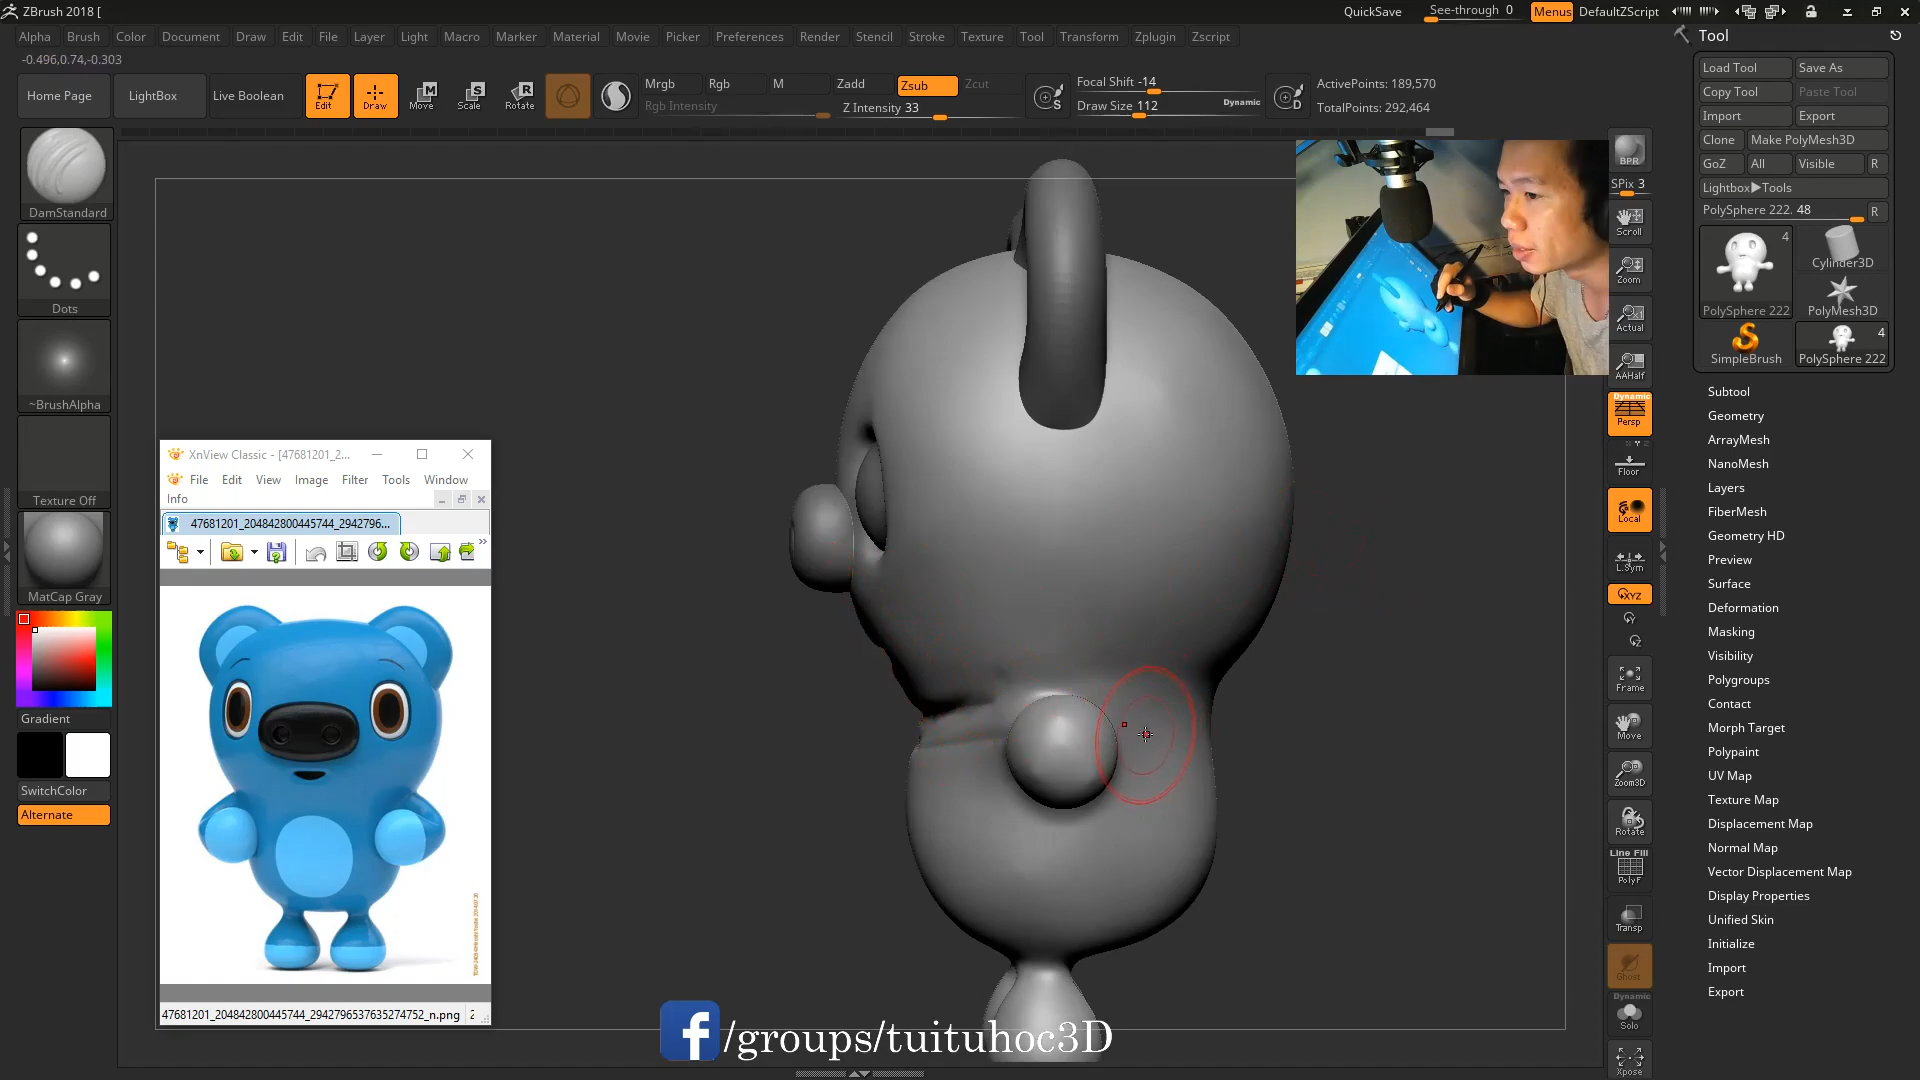 ZBrush 2018 [
QuickSave
See-through 0
Menus
DefaultZScript
Alpha Brush Color Document Draw Edit File Layer Light Macro Marker Material Movie Picker Preferences Render Stencil Stroke Texture Tool Transform Zplugin Zscript
-0.496,0.74,-0.303
Home Page
LightBox
Live Boolean
Edit
Draw
Move
Scale
Rotate
Mrgb Rgb M
Rgb Intensity
Zadd Zsub Zcut
Z Intensity 33
Focal Shift -14
Draw Size 112
Dynamic
S
D
ActivePoints: 189,570
TotalPoints: 292,464
DamStandard
Dots
~BrushAlpha
Texture Off
MatCap Gray
Gradient
SwitchColor
Alternate
XnView Classic - [47681201_2...
File Edit View Image Filter Tools Window
Info
47681201_204842800445744_2942796...
47681201_204842800445744_2942796537635274752_n.png
2
/groups/tuituhoc3D
BPR
SPix 3
Scroll
Zoom
Actual
AAHalf
Dynamic
Persp
Floor
Local
L.Sym
XYZ
Y
Z
Frame
Move
Zoom3D
Rotate
Line Fill
PolyF
Transp
Ghost
Dynamic
Solo
Xpose
Tool
Load Tool
Save As
Copy Tool
Paste Tool
Import
Export
Clone
Make PolyMesh3D
GoZ All Visible R
Lightbox▶Tools
PolySphere 222. 48 R
4
PolySphere 222
Cylinder3D
PolyMesh3D
SimpleBrush
4
PolySphere 222
Subtool
Geometry
ArrayMesh
NanoMesh
Layers
FiberMesh
Geometry HD
Preview
Surface
Deformation
Masking
Visibility
Polygroups
Contact
Morph Target
Polypaint
UV Map
Texture Map
Displacement Map
Normal Map
Vector Displacement Map
Display Properties
Unified Skin
Initialize
Import
Export